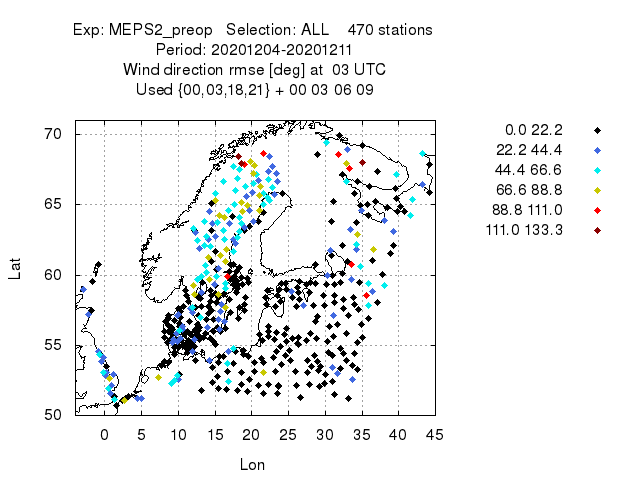 Exp: MEPS2_preop Selection: ALL 470 stations
Period: 20201204-20201211
Wind direction rmse [deg] at 03 UTC
Used {00,03,18,21} + 00 03 06 09
70
65
60
55
50
Lat
0 5 10 15 20 25 30 35 40 45
Lon
0.0 22.2
22.2 44.4
44.4 66.6
66.6 88.8
88.8 111.0
111.0 133.3